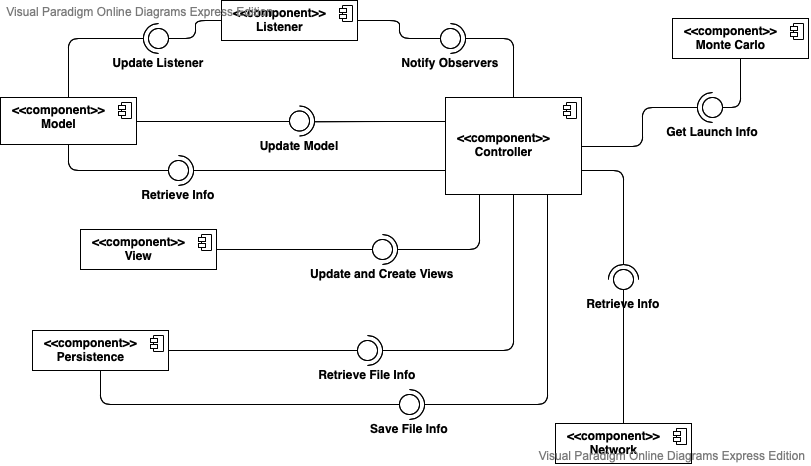 Visual Paradigm Online Diagrams Express Edition
<<component>>
Listener
Update Listener
Notify Observers
<<component>>
Monte Carlo
<<component>>
Model
Update Model
<<component>>
Controller
Get Launch Info
Retrieve Info
<<component>>
View
Update and Create Views
Retrieve Info
<<component>>
Persistence
Retrieve File Info
Save File Info
<<component>>
Network
Visual Paradigm Online Diagrams Express Edition